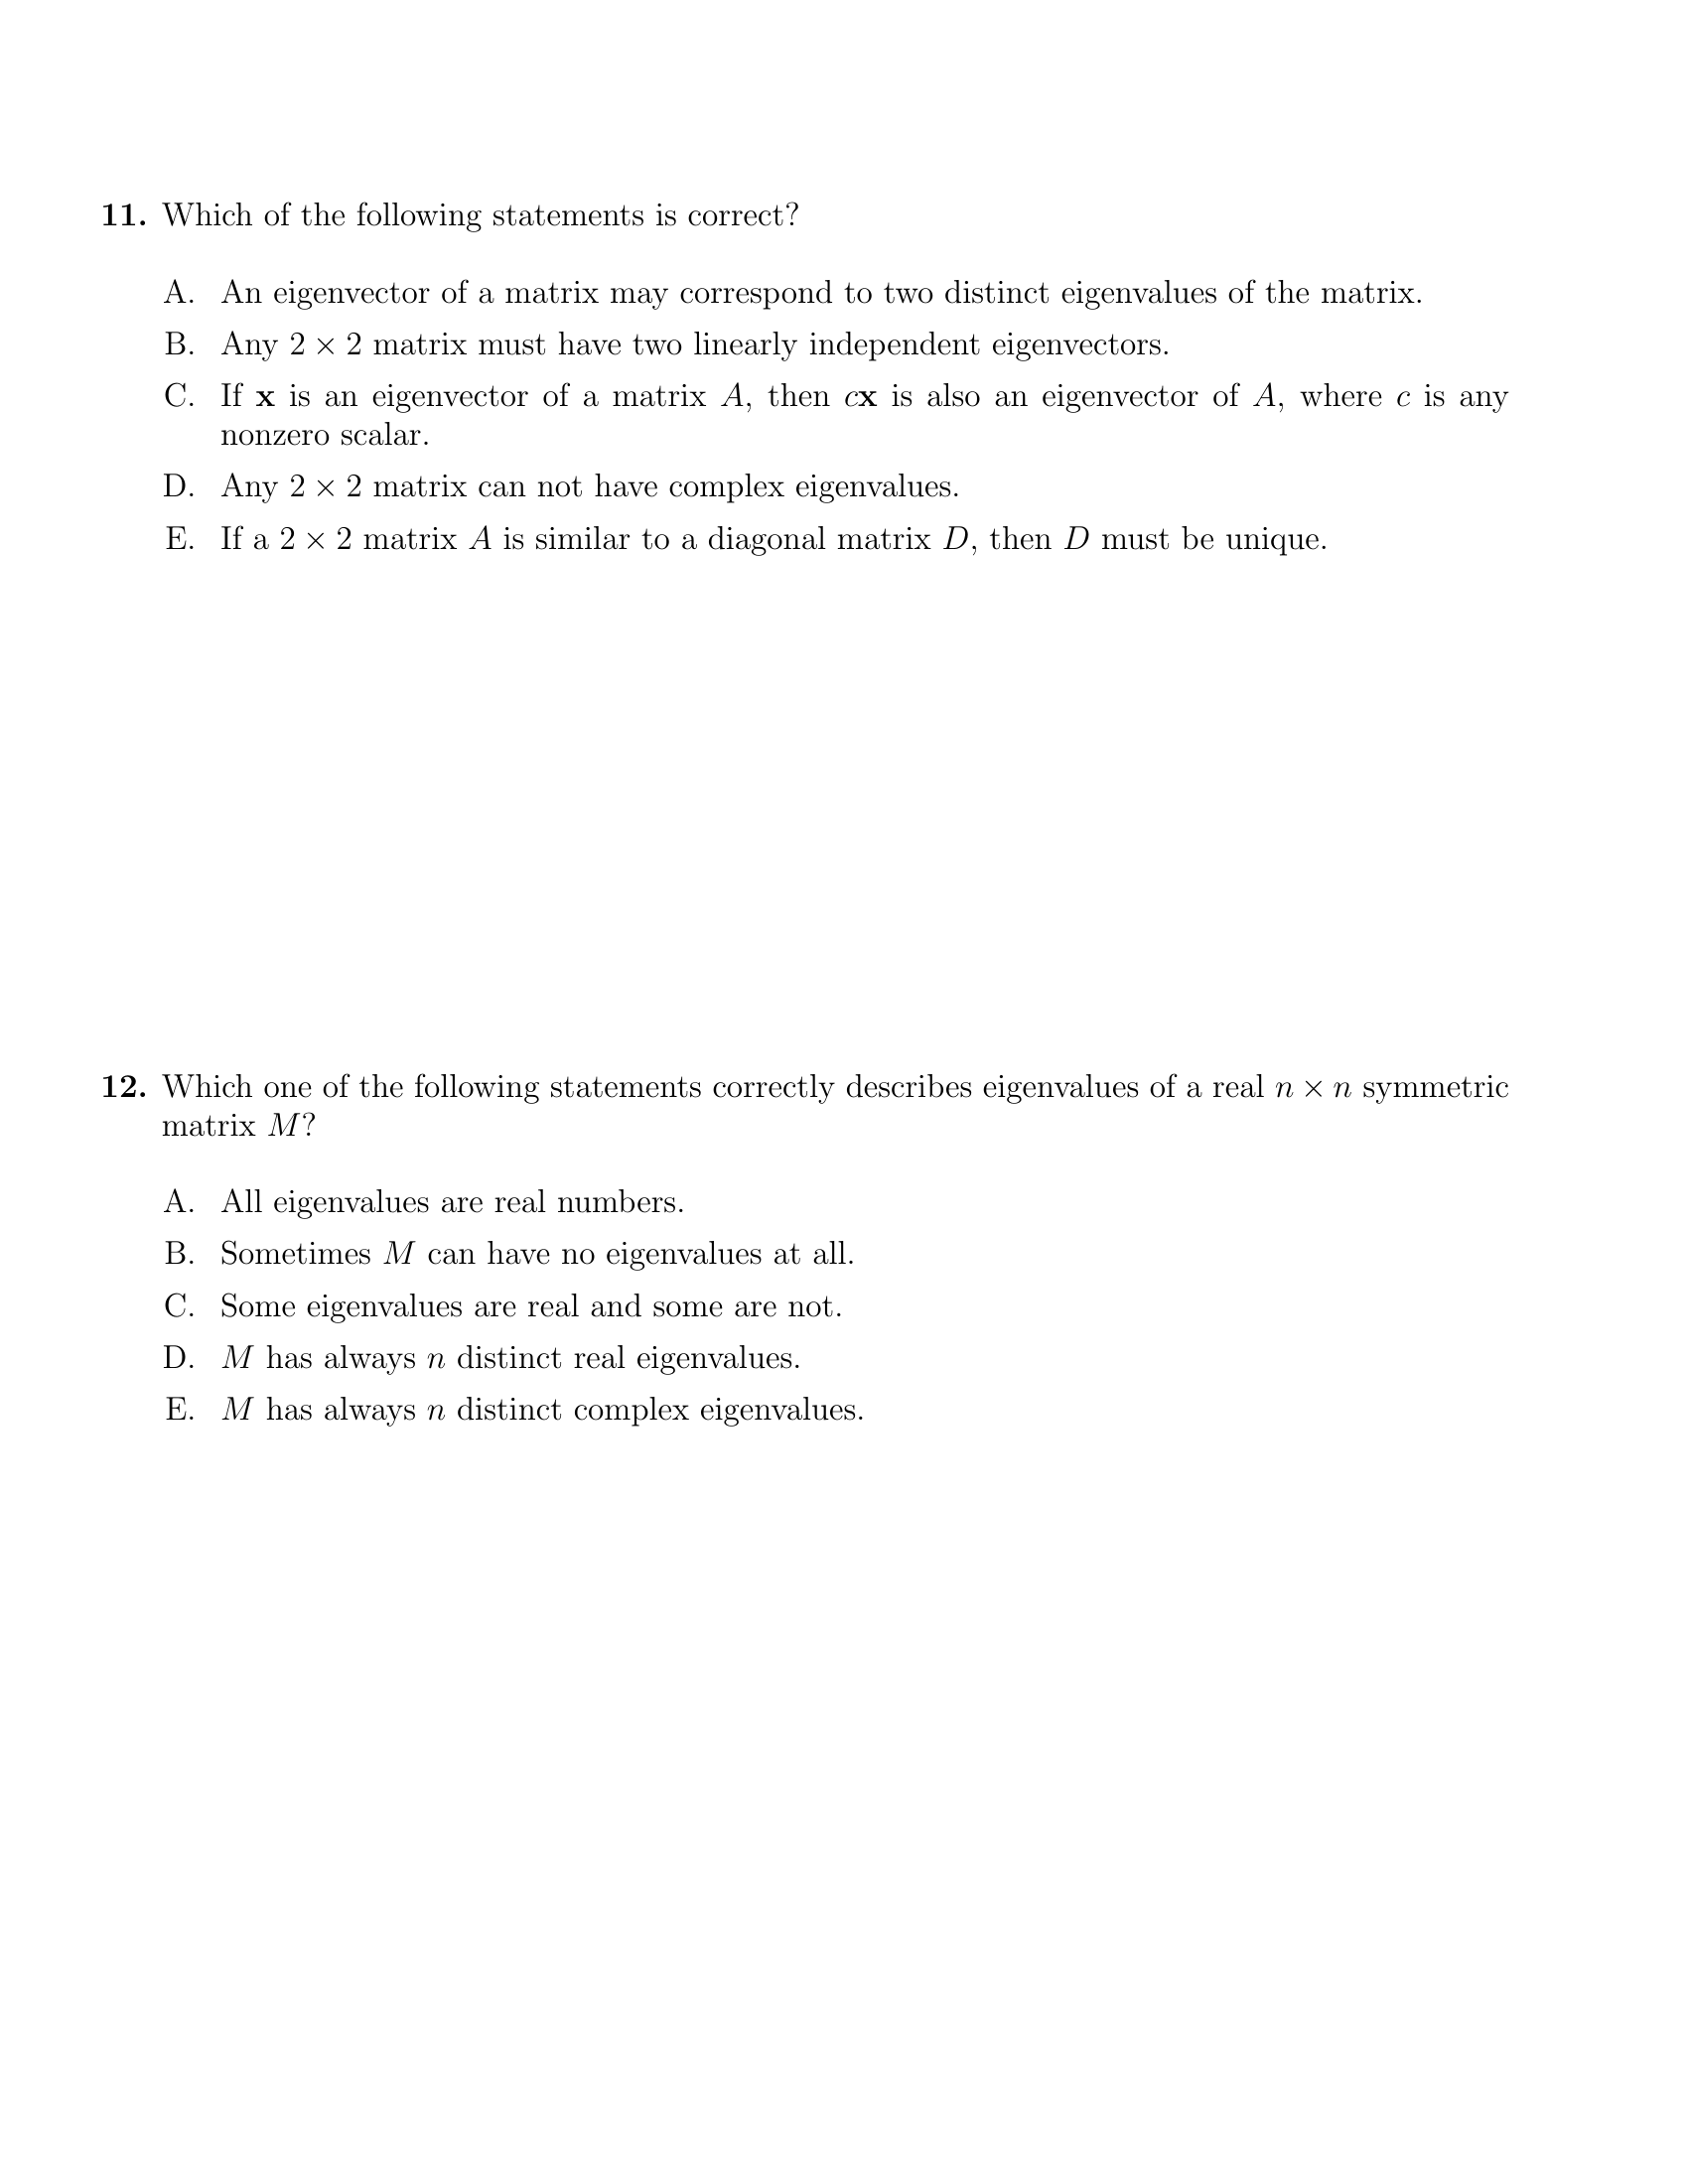 11. Which of the following statements is correct?
A. An eigenvector of a matrix may correspond to two distinct eigenvalues of the matrix.
B. Any 2 × 2 matrix must have two linearly independent eigenvectors.
C. If x is an eigenvector of a matrix A, then cx is also an eigenvector of A, where c is any
nonzero scalar.
D. Any 2 × 2 matrix can not have complex eigenvalues.
E. If a 2 × 2 matrix A is similar to a diagonal matrix D, then D must be unique.
12. Which one of the following statements correctly describes eigenvalues of a real n × n symmetric
matrix M?
A. All eigenvalues are real numbers.
B. Sometimes M can have no eigenvalues at all.
C. Some eigenvalues are real and some are not.
D. M has always n distinct real eigenvalues.
E. M has always n distinct complex eigenvalues.